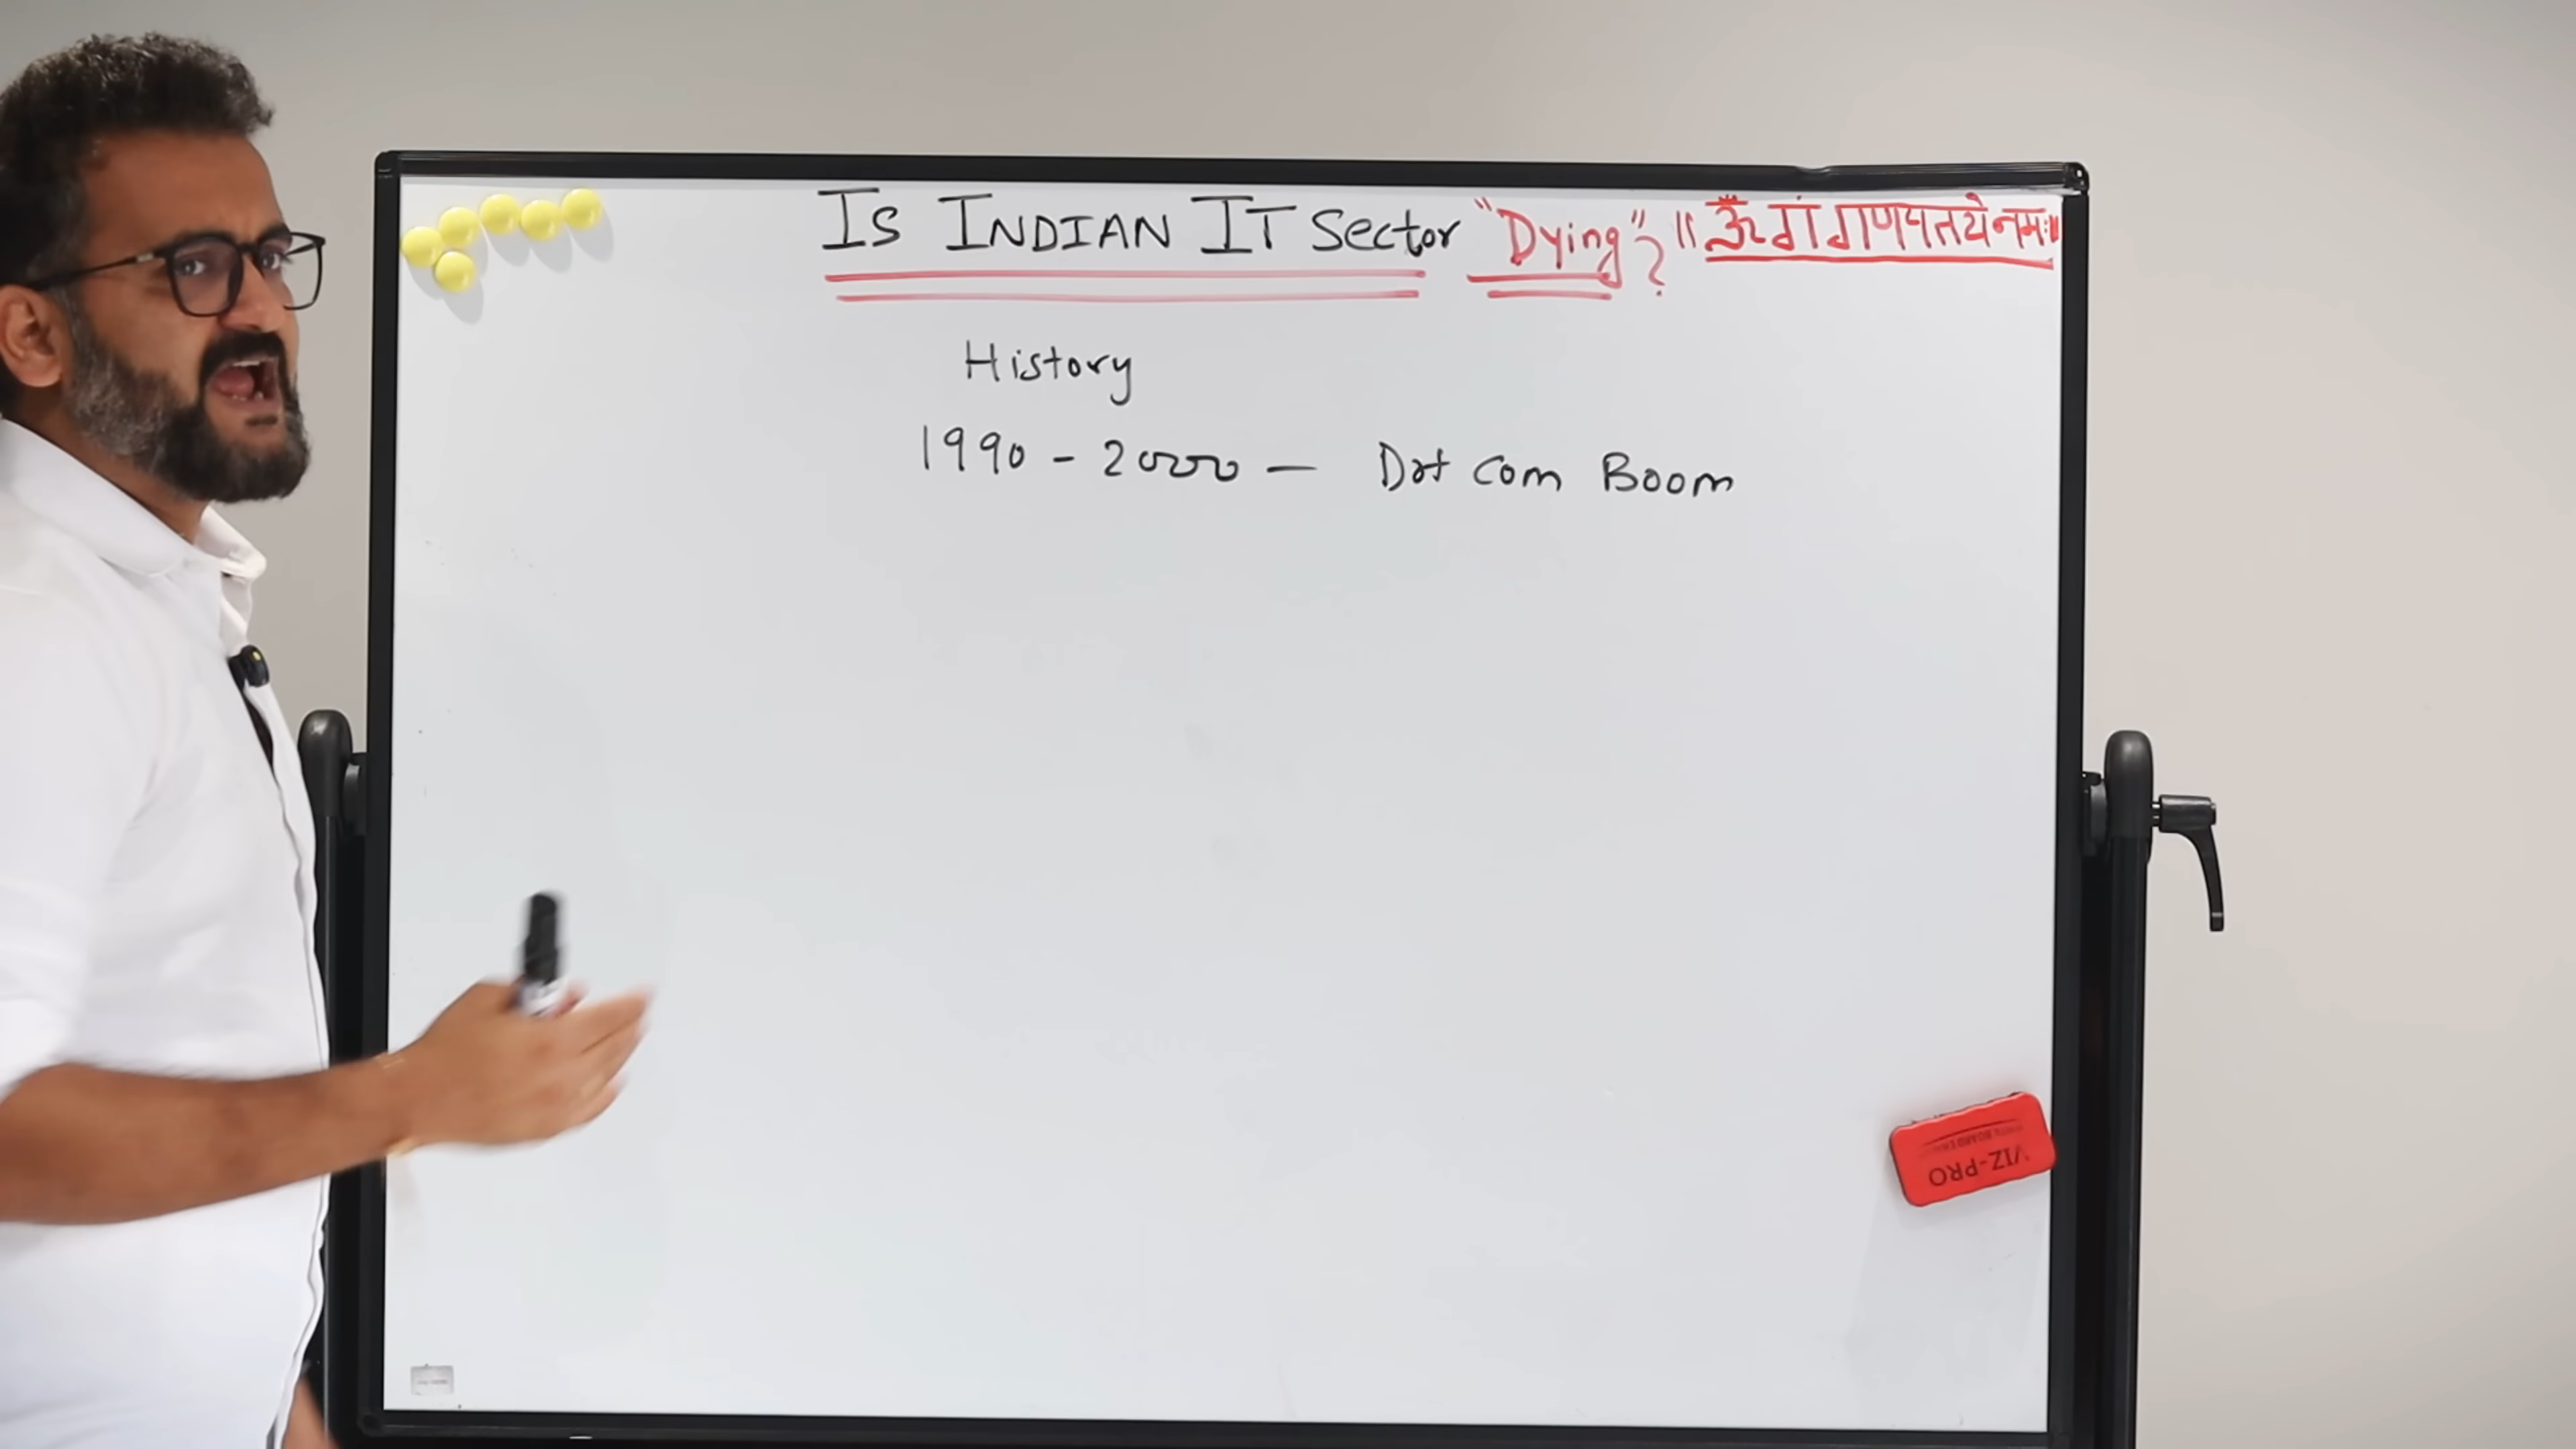 Is INDIAN IT Sector "Dying"? ॥ ॐ गं गणपतये नमः॥
History
1990 - 2000 — Dot com Boom
VIZ-PRO